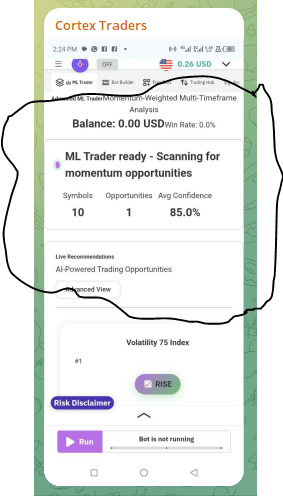 Cortex Traders
2:24 PM
OFF
0.26 USD
ML Trader
Bot Builder
Trading Hub
Advanced ML Trader Momentum-Weighted Multi-Timeframe
Analysis
Balance: 0.00 USD Win Rate: 0.0%
ML Trader ready - Scanning for
momentum opportunities
Symbols Opportunities Avg Confidence
10 1 85.0%
Live Recommendations
AI-Powered Trading Opportunities
Advanced View
Volatility 75 Index
#1
RISE
Risk Disclaimer
Run
Bot is not running